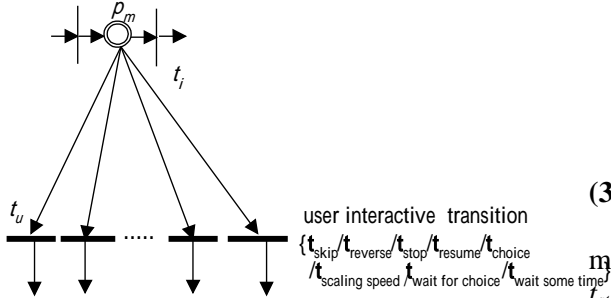 p_m
t_i
t_u
.....
user interactive transition
{t_skip/t_reverse/t_stop/t_resume/t_choice
/t_scaling speed /t_wait for choice/t_wait some time}
(3
m